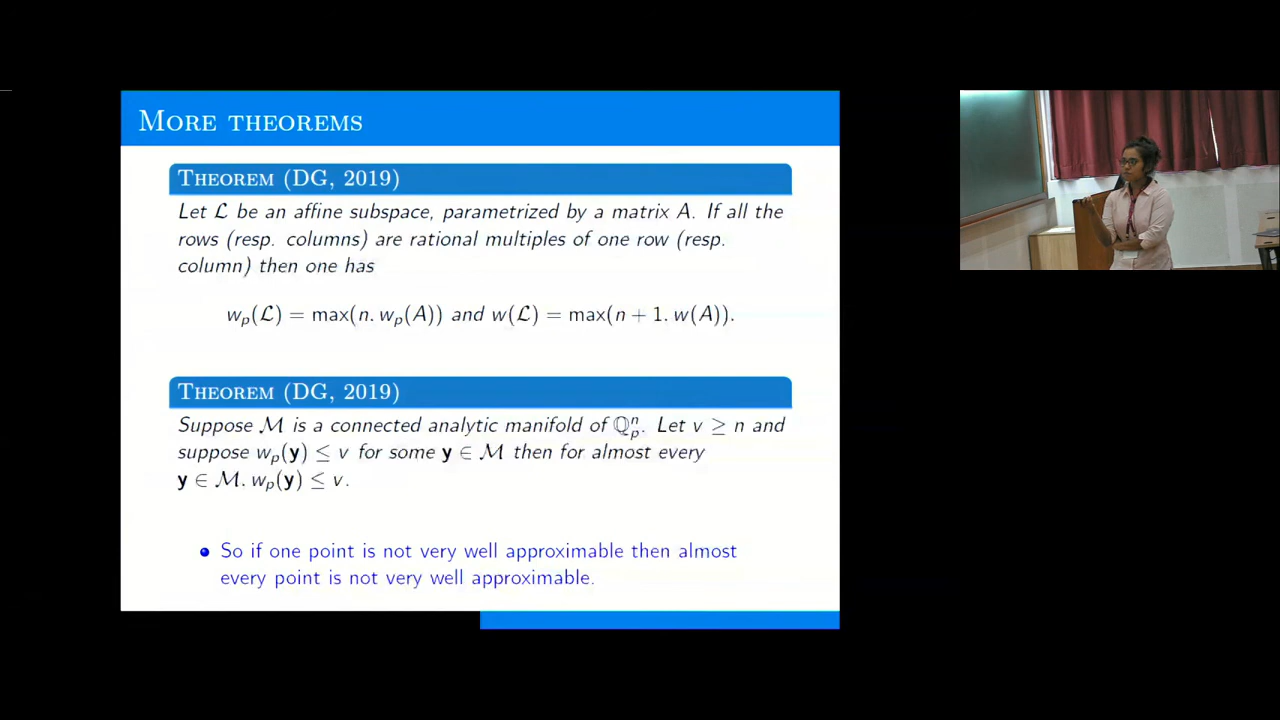 MORE THEOREMS
THEOREM (DG, 2019)
Let ℒ be an affine subspace, parametrized by a matrix A. If all the
rows (resp. columns) are rational multiples of one row (resp.
column) then one has
w_p(ℒ) = max(n. w_p(A)) and w(ℒ) = max(n + 1. w(A)).
THEOREM (DG, 2019)
Suppose ℳ is a connected analytic manifold of ℚ_p^n. Let v ≥ n and
suppose w_p(y) ≤ v for some y ∈ ℳ then for almost every
y ∈ ℳ. w_p(y) ≤ v.
So if one point is not very well approximable then almost
every point is not very well approximable.